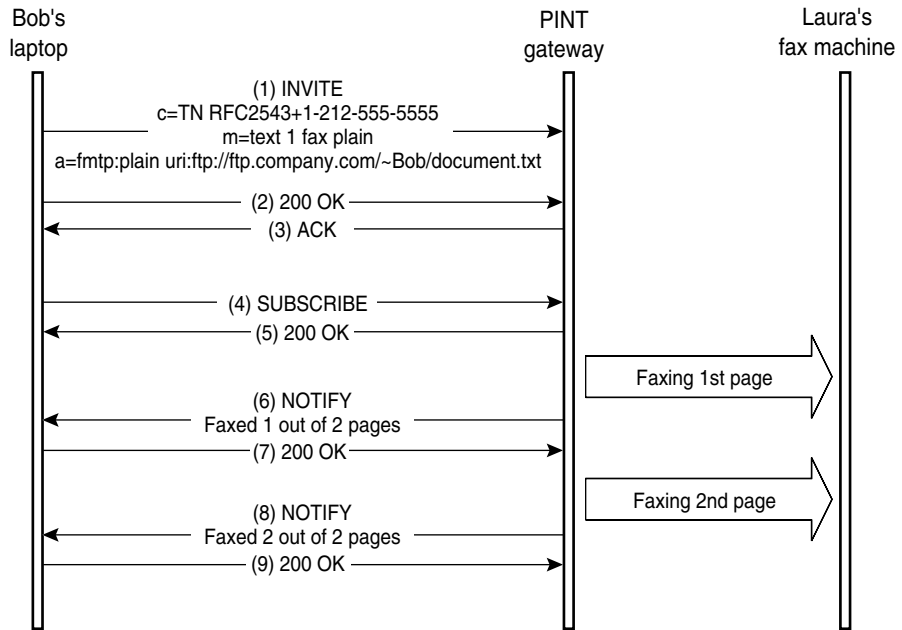 Bob's
laptop
PINT
gateway
Laura's
fax machine
(1) INVITE
c=TN RFC2543+1-212-555-5555
m=text 1 fax plain
a=fmtp:plain uri:ftp://ftp.company.com/~Bob/document.txt
(2) 200 OK
(3) ACK
(4) SUBSCRIBE
(5) 200 OK
Faxing 1st page
(6) NOTIFY
Faxed 1 out of 2 pages
(7) 200 OK
Faxing 2nd page
(8) NOTIFY
Faxed 2 out of 2 pages
(9) 200 OK